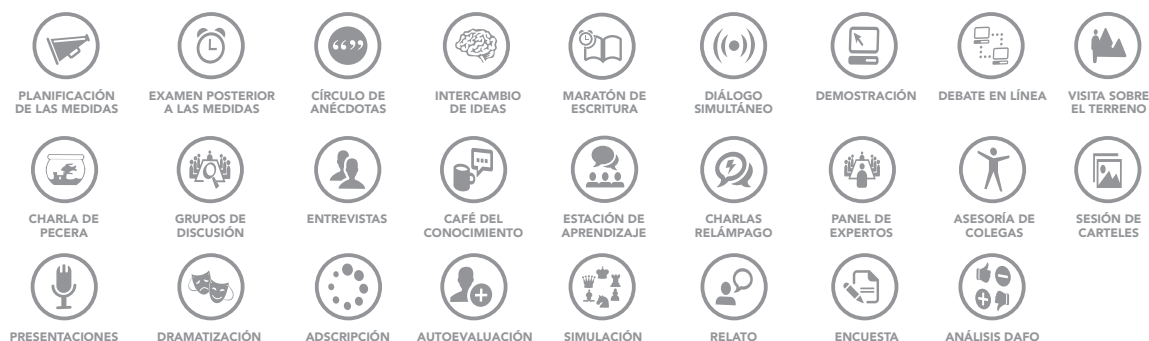 PLANIFICACIÓN
DE LAS MEDIDAS
EXAMEN POSTERIOR
A LAS MEDIDAS
CÍRCULO DE
ANÉCDOTAS
INTERCAMBIO
DE IDEAS
MARATÓN DE
ESCRITURA
DIÁLOGO
SIMULTÁNEO
DEMOSTRACIÓN
DEBATE EN LÍNEA
VISITA SOBRE
EL TERRENO
CHARLA DE
PECERA
GRUPOS DE
DISCUSIÓN
ENTREVISTAS
CAFÉ DEL
CONOCIMIENTO
ESTACIÓN DE
APRENDIZAJE
CHARLAS
RELÁMPAGO
PANEL DE
EXPERTOS
ASESORÍA DE
COLEGAS
SESIÓN DE
CARTELES
PRESENTACIONES
DRAMATIZACIÓN
ADSCRIPCIÓN
AUTOEVALUACIÓN
SIMULACIÓN
RELATO
ENCUESTA
ANÁLISIS DAFO